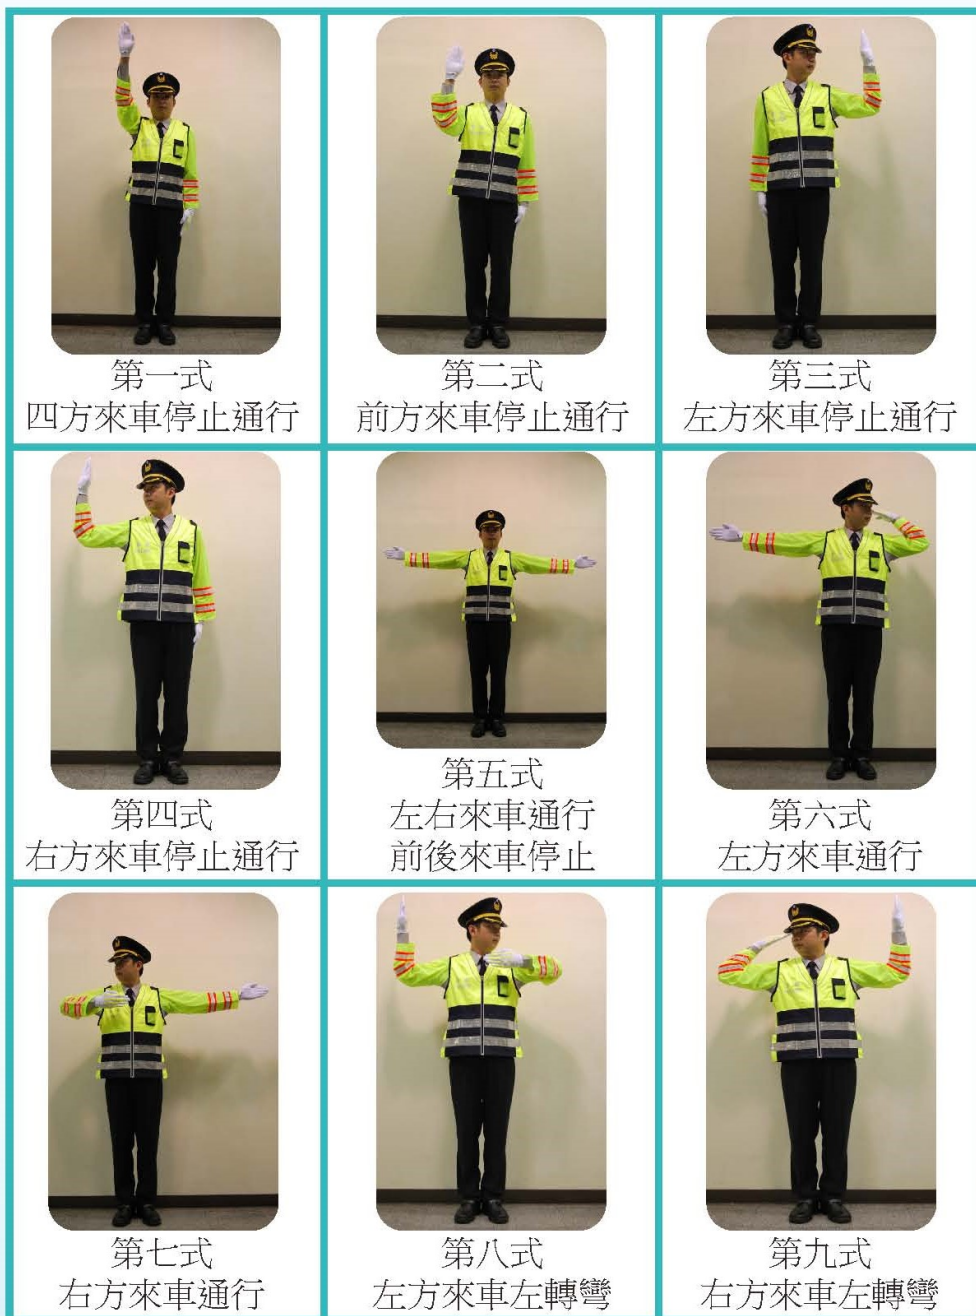 第一式
四方來車停止通行
第二式
前方來車停止通行
第三式
左方來車停止通行
第四式
右方來車停止通行
第五式
左右來車通行
前後來車停止
第六式
左方來車通行
第七式
右方來車通行
第八式
左方來車左轉彎
第九式
右方來車左轉彎